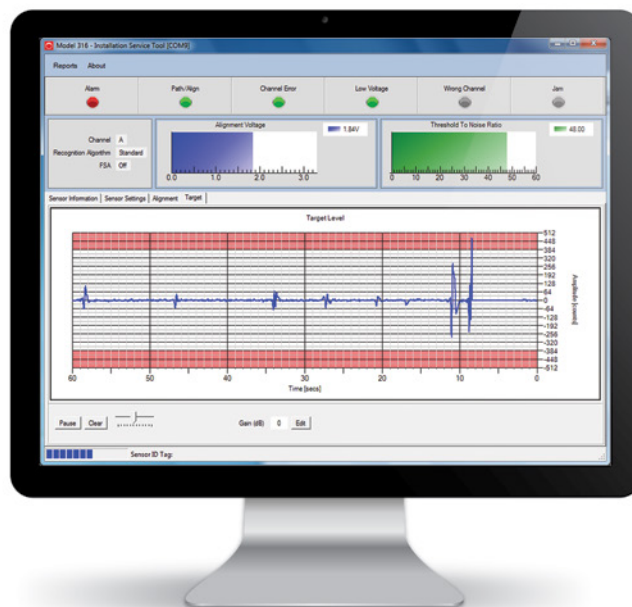 Model 316 - Installation Service Tool [COM9]
Reports About
Alarm Path/Align Channel Error Low Voltage Wrong Channel Jam
Channel A
Recognition Algorithm Standard
FSA Off
Alignment Voltage
1.84V
0.0 1.0 2.0 3.0
Threshold To Noise Ratio
48.00
0 10 20 30 40 50 60
Sensor Information Sensor Settings Alignment Target
Target Level
512
448
384
320
256
192
128
64
0
-64
-128
-192
-256
-320
-384
-448
-512
Amplitude [counts]
60 50 40 30 20 10 0
Time [secs]
Pause Clear Gain (dB) 0 Edit
Sensor ID Tag: